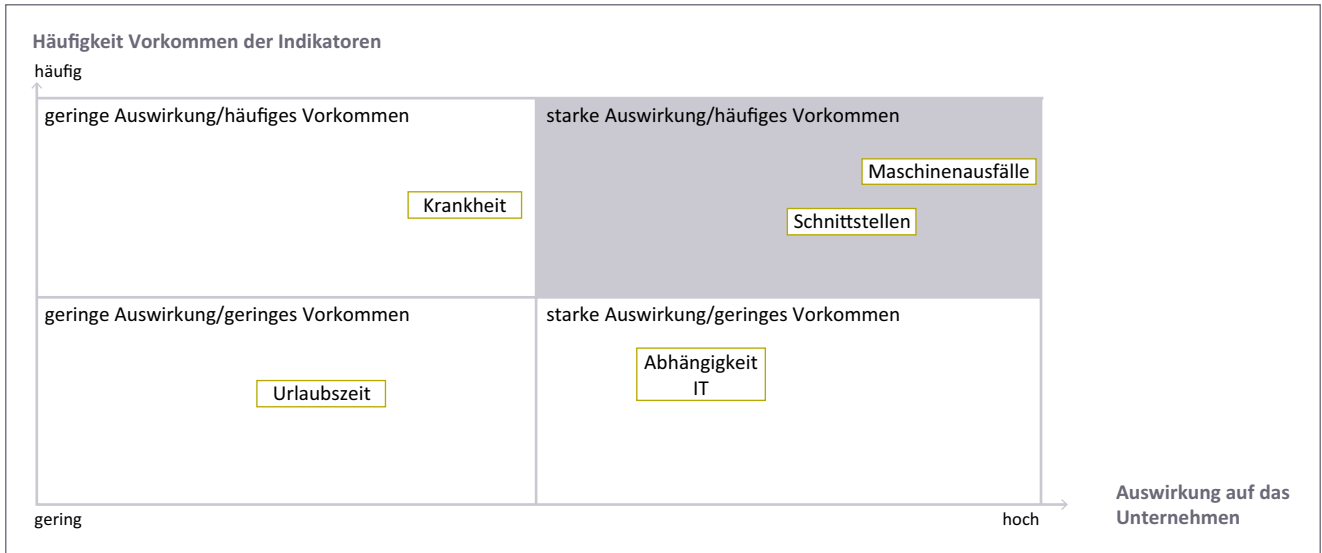 Häufigkeit Vorkommen der Indikatoren
häufig
geringe Auswirkung/häufiges Vorkommen
starke Auswirkung/häufiges Vorkommen
Maschinenausfälle
Krankheit
Schnittstellen
geringe Auswirkung/geringes Vorkommen
starke Auswirkung/geringes Vorkommen
Abhängigkeit
IT
Urlaubszeit
gering
hoch
Auswirkung auf das
Unternehmen